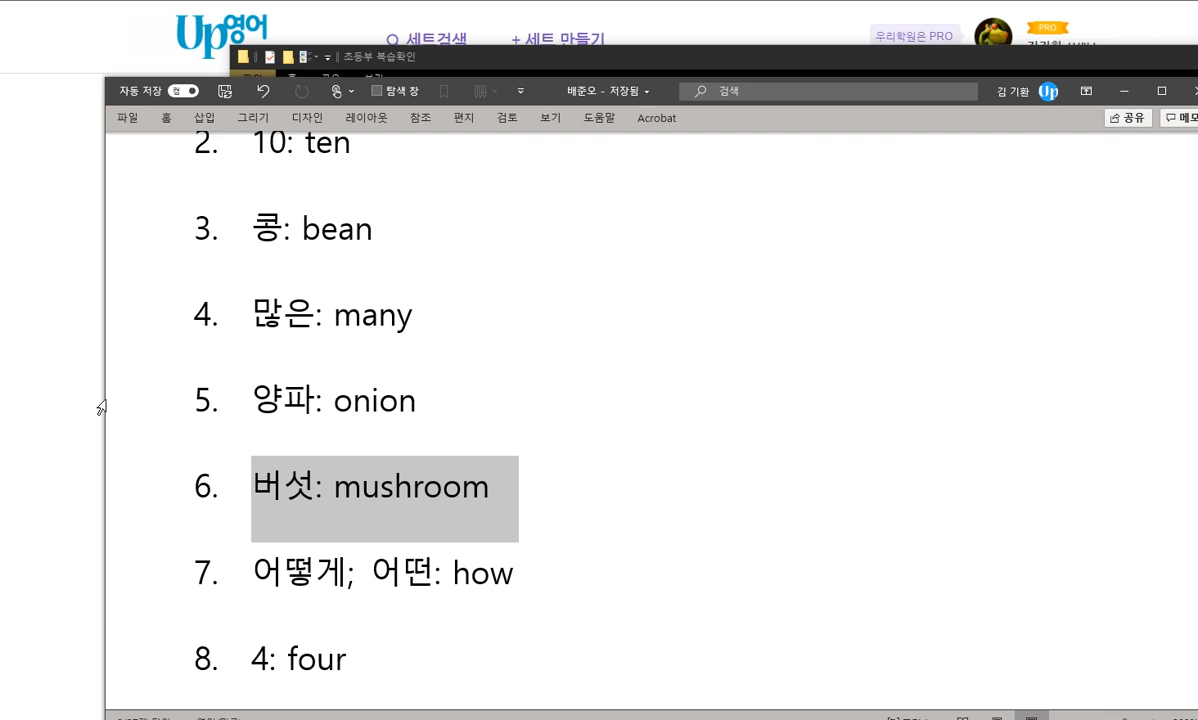 Up영어
세트검색
+ 세트 만들기
우리학원은 PRO
PRO
초등부 복습확인
자동 저장
컴
탐색 창
배준오 - 저장됨
검색
김 기환
Up
파일 홈 삽입 그리기 디자인 레이아웃 참조 편지 검토 보기 도움말 Acrobat
공유
메모
2. 10: ten
3. 콩: bean
4. 많은: many
5. 양파: onion
6. 버섯: mushroom
7. 어떻게; 어떤: how
8. 4: four